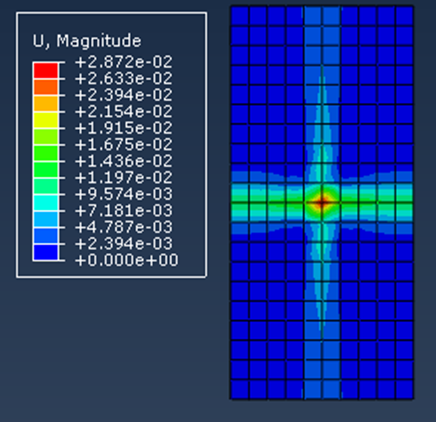 U, Magnitude
+2.872e-02
+2.633e-02
+2.394e-02
+2.154e-02
+1.915e-02
+1.675e-02
+1.436e-02
+1.197e-02
+9.574e-03
+7.181e-03
+4.787e-03
+2.394e-03
+0.000e+00